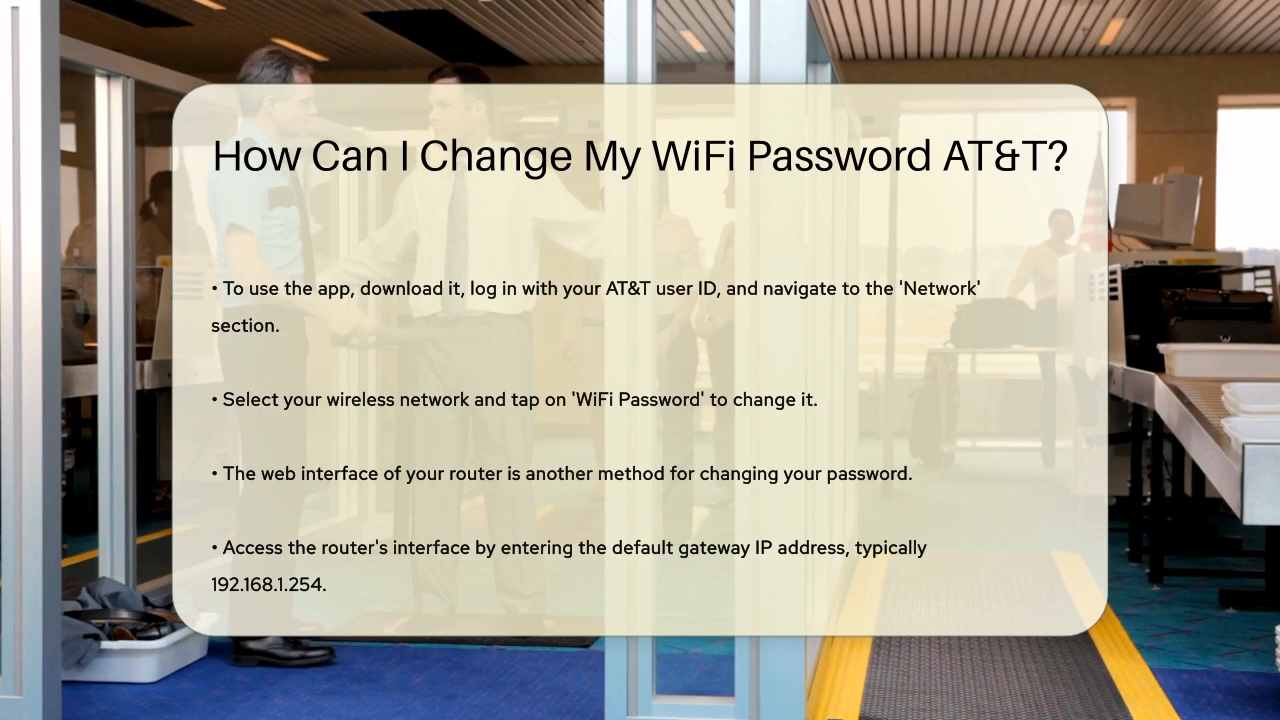 How Can I Change My WiFi Password AT&T?
• To use the app, download it, log in with your AT&T user ID, and navigate to the 'Network'
section.
• Select your wireless network and tap on 'WiFi Password' to change it.
• The web interface of your router is another method for changing your password.
• Access the router's interface by entering the default gateway IP address, typically
192.168.1.254.